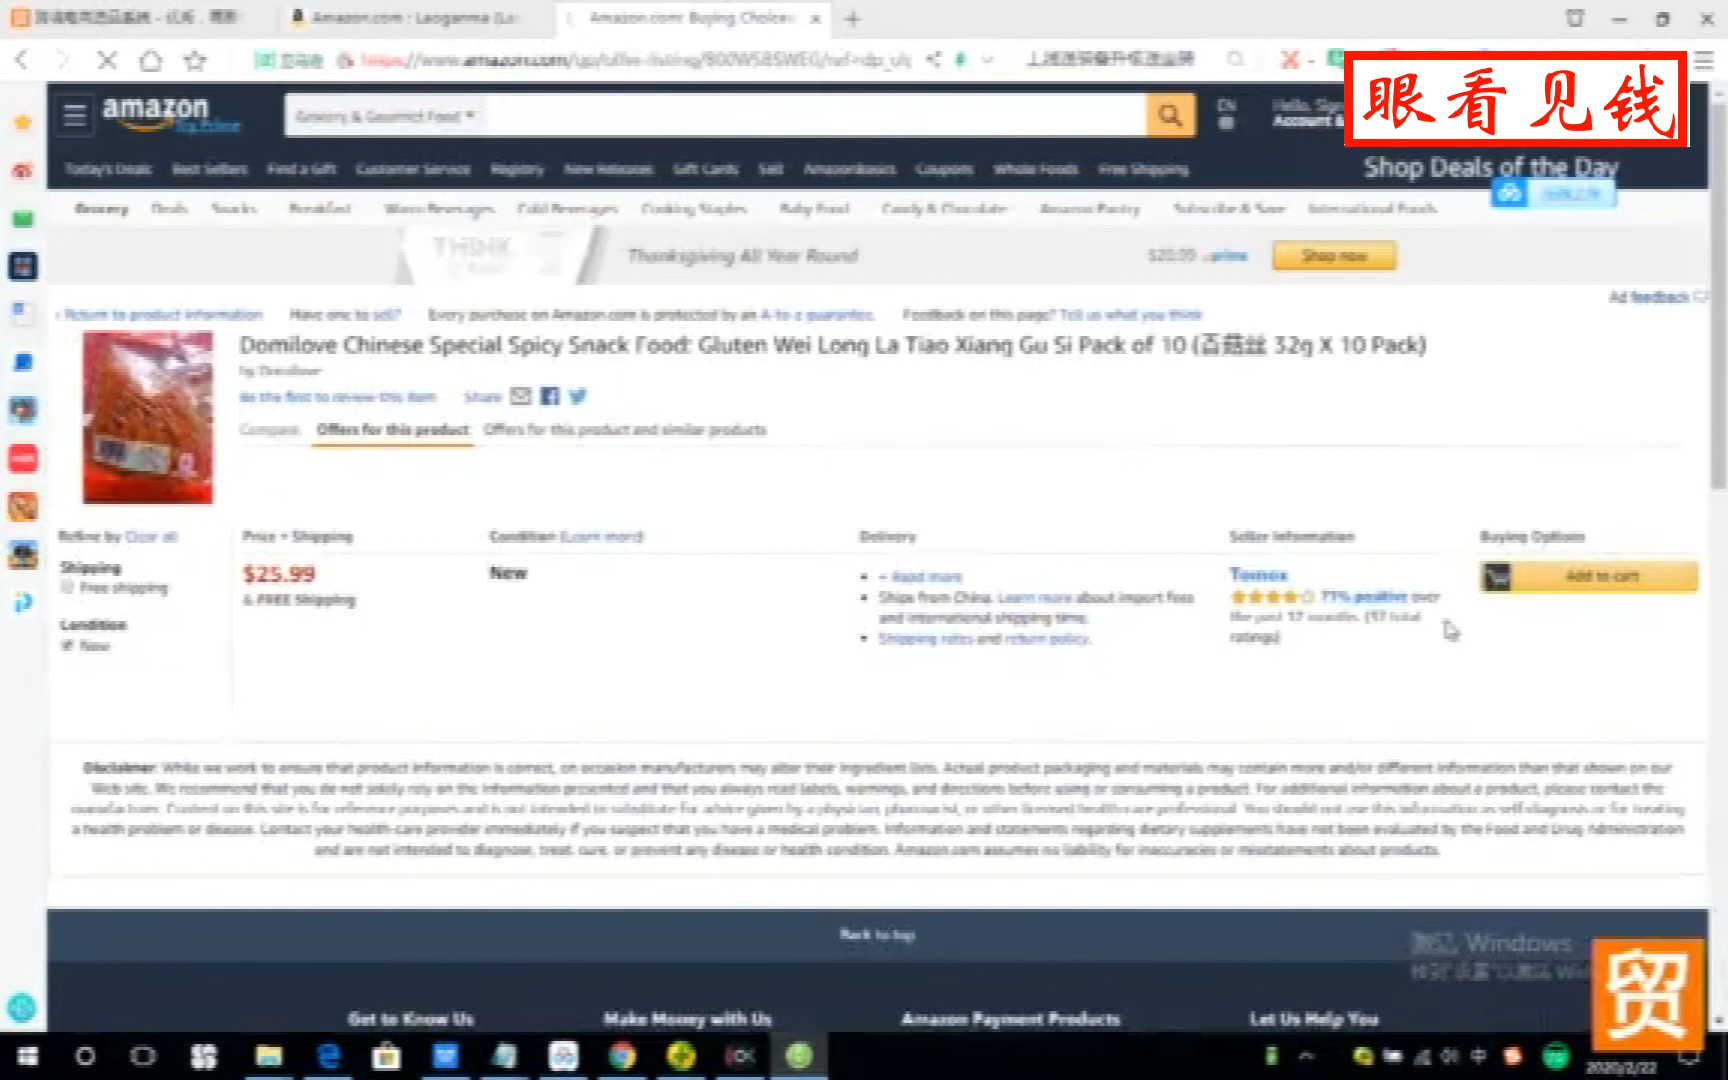 Amazon.com : Laoganma (La
Amazon.com: Buying Choices
眼看见钱
amazon
Try Prime
Grocery & Gourmet Food
EN
Hello, Sign
Account &
Today's Deals Best Sellers Find a Gift Customer Service Registry New Releases Gift Cards Sell AmazonBasics Coupons Whole Foods Free Shipping
Shop Deals of the Day
Grocery Deals Snacks Breakfast Warm Beverages Cold Beverages Cooking Staples Baby Food Candy & Chocolate Amazon Pantry Subscribe & Save International Foods
THINK
Thanksgiving All Year Round
$20.99 prime
Shop now
Ad feedback
‹ Return to product information Have one to sell? Every purchase on Amazon.com is protected by an A-to-z guarantee. Feedback on this page? Tell us what you think
Domilove Chinese Special Spicy Snack Food: Gluten Wei Long La Tiao Xiang Gu Si Pack of 10 (百菇丝 32g X 10 Pack)
by Domilove
Be the first to review this item Share
Compare Offers for this product Offers for this product and similar products
Refine by Clear all
Price + Shipping
Condition (Learn more)
Delivery
Seller Information
Buying Options
Shipping
Free shipping
Condition
New
$25.99
& FREE Shipping
New
Read more
Ships from China. Learn more about import fees
and international shipping time.
Shipping rates and return policy.
Tomox
77% positive over
the past 12 months. (17 total
ratings)
Add to cart
Disclaimer: While we work to ensure that product information is correct, on occasion manufacturers may alter their ingredient lists. Actual product packaging and materials may contain more and/or different information than that shown on our
Web site. We recommend that you do not solely rely on the information presented and that you always read labels, warnings, and directions before using or consuming a product. For additional information about a product, please contact the
manufacturer. Content on this site is for reference purposes and is not intended to substitute for advice given by a physician, pharmacist, or other licensed health-care professional. You should not use this information as self-diagnosis or for treating
a health problem or disease. Contact your health-care provider immediately if you suspect that you have a medical problem. Information and statements regarding dietary supplements have not been evaluated by the Food and Drug Administration
and are not intended to diagnose, treat, cure, or prevent any disease or health condition. Amazon.com assumes no liability for inaccuracies or misstatements about products.
Back to top
激活 Windows
贸
Get to Know Us
Make Money with Us
Amazon Payment Products
Let Us Help You
中
2020/2/22